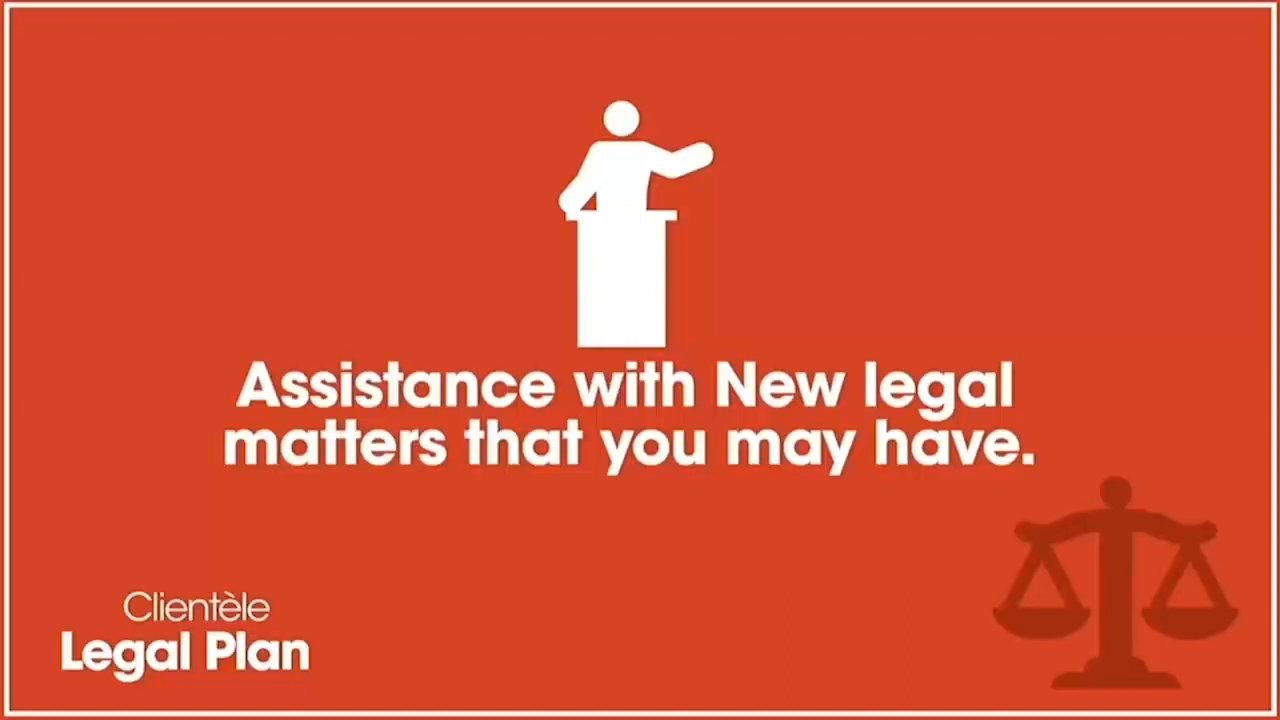 Assistance with New legal
matters that you may have.
Clientèle
Legal Plan